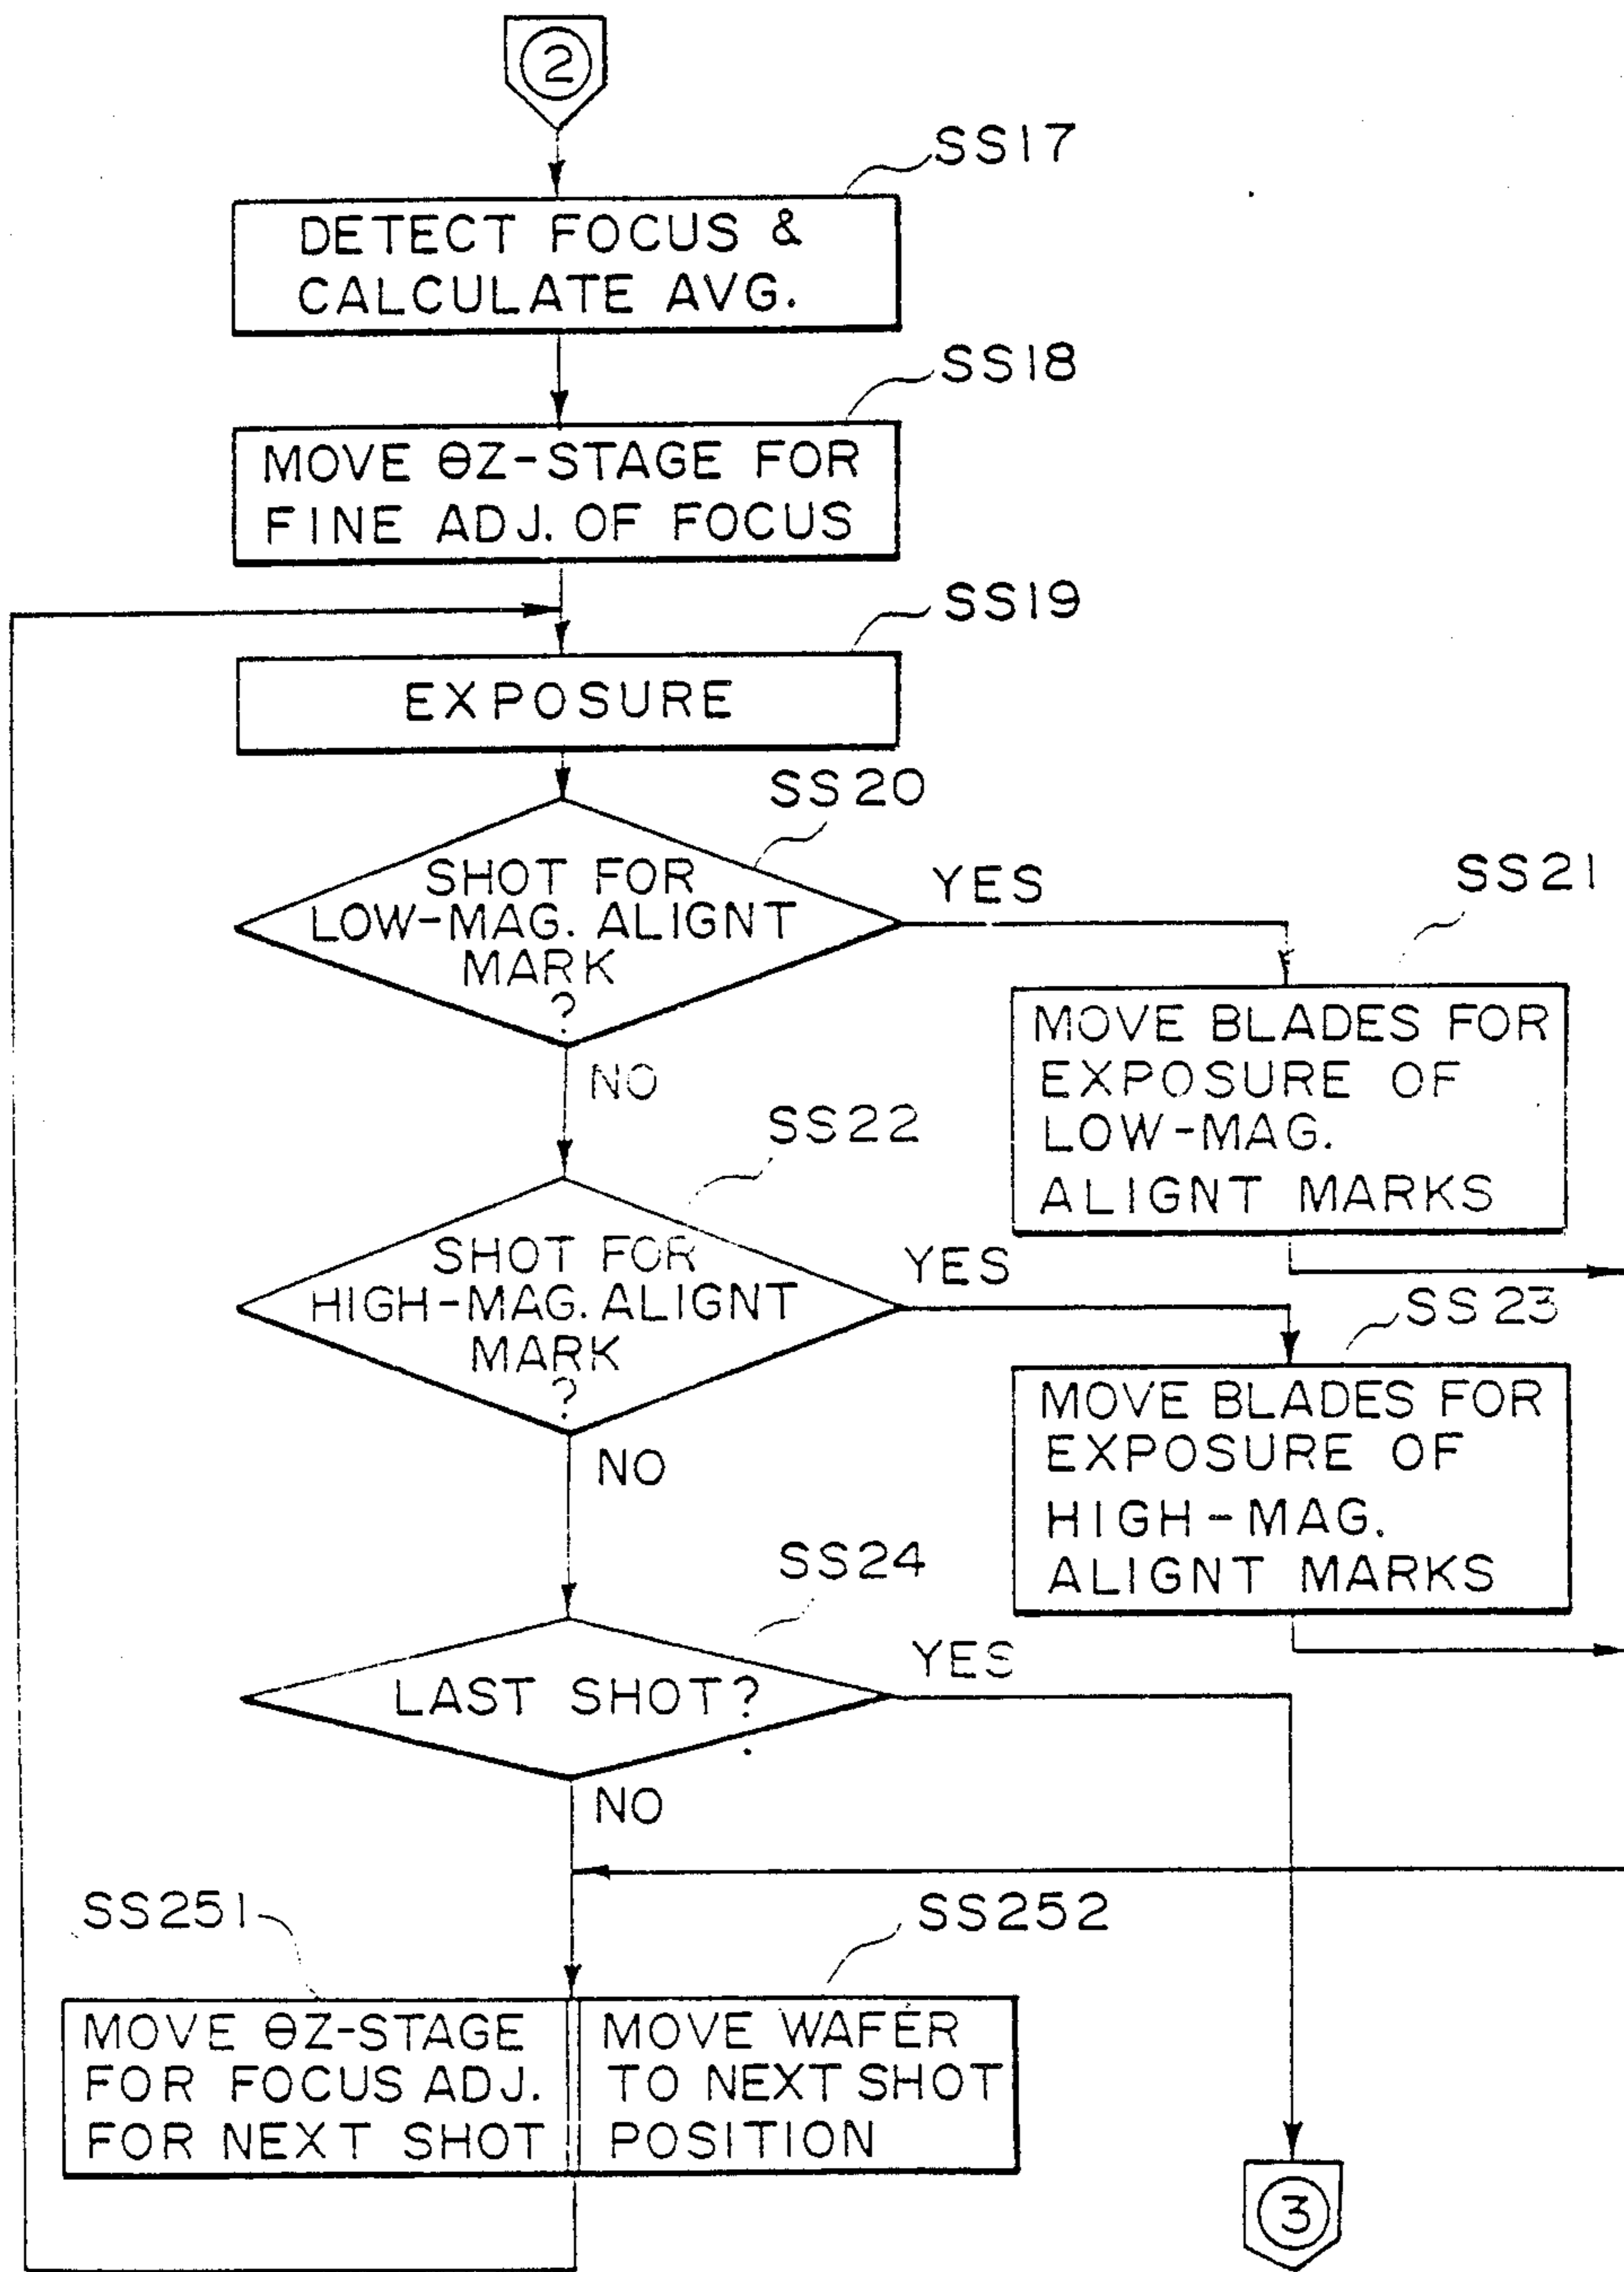 2
SS17
DETECT FOCUS &
CALCULATE AVG.
SS18
MOVE θZ-STAGE FOR
FINE ADJ. OF FOCUS
SS19
EXPOSURE
SS20
SHOT FOR
LOW-MAG. ALIGNT
MARK
?
YES
NO
SS21
MOVE BLADES FOR
EXPOSURE OF
LOW-MAG.
ALIGNT MARKS
SS22
SHOT FOR
HIGH-MAG. ALIGNT
MARK
?
YES
NO
SS23
MOVE BLADES FOR
EXPOSURE OF
HIGH-MAG.
ALIGNT MARKS
SS24
LAST SHOT?
YES
NO
SS251
MOVE θZ-STAGE
FOR FOCUS ADJ.
FOR NEXT SHOT
SS252
MOVE WAFER
TO NEXT SHOT
POSITION
3